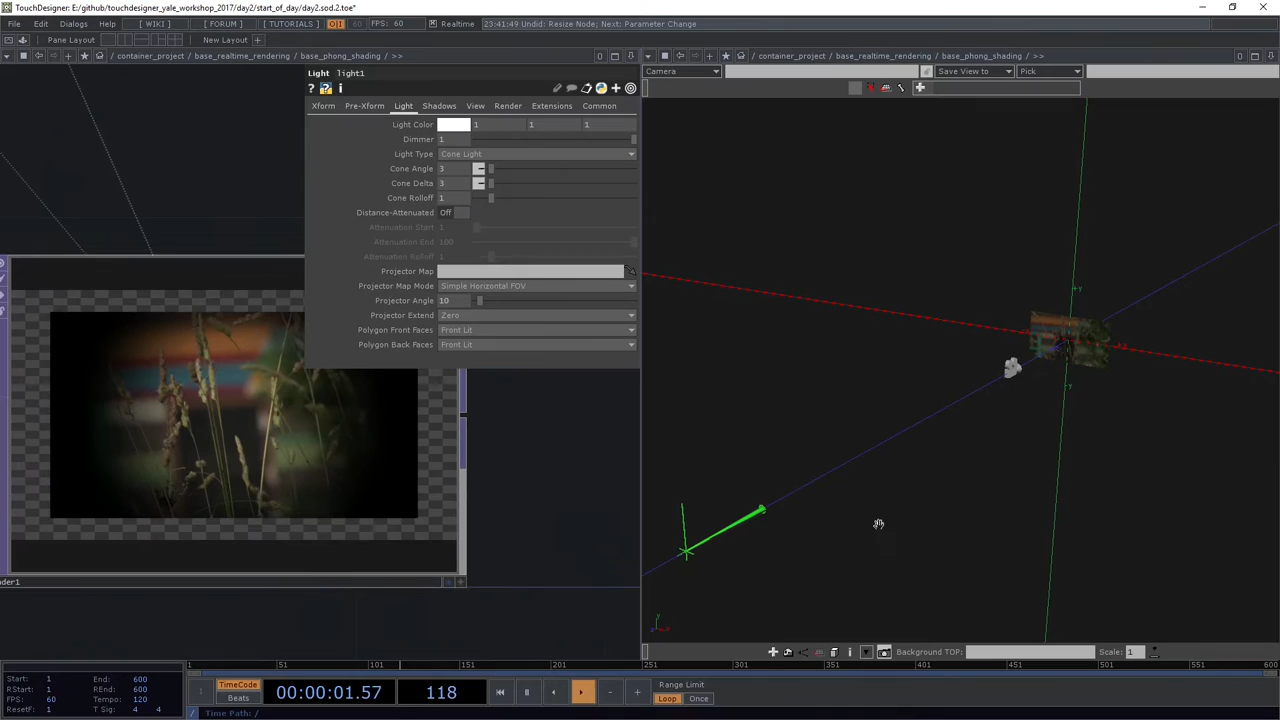 TouchDesigner: E:/github/touchdesigner_yale_workshop_2017/day2/start_of_day/day2.sod.2.toe*
File Edit Dialogs Help [ WIKI ] [ FORUM ] [ TUTORIALS ] O|I 60 FPS: 60 Realtime 23:41:49 Undid: Resize Node; Next: Parameter Change
Pane Layout New Layout +
/ container_project / base_realtime_rendering / base_phong_shading / >>
/ container_project / base_realtime_rendering / base_phong_shading / >>
Light light1
Camera Save View to Pick
? ? i
Xform Pre-Xform Light Shadows View Render Extensions Common
Light Color 1 1 1
Dimmer 1
Light Type Cone Light
Cone Angle 3
Cone Delta 3
Cone Rolloff 1
Distance-Attenuated Off
Attenuation Start 1
Attenuation End 100
Attenuation Rolloff 1
Projector Map
Projector Map Mode Simple Horizontal FOV
Projector Angle 10
Projector Extend Zero
Polygon Front Faces Front Lit
Polygon Back Faces Front Lit
+y
+x
-y
der1
y
Background TOP: Scale: 1
1 51 101 151 201 251 301 351 401 451 501 551 600
Start: 1 End: 600
RStart: 1 REnd: 600
FPS: 60 Tempo: 120
ResetF: 1 T Sig: 4 4
TimeCode
Beats
00:00:01.57 118
Range Limit
Loop Once
/ Time Path: /